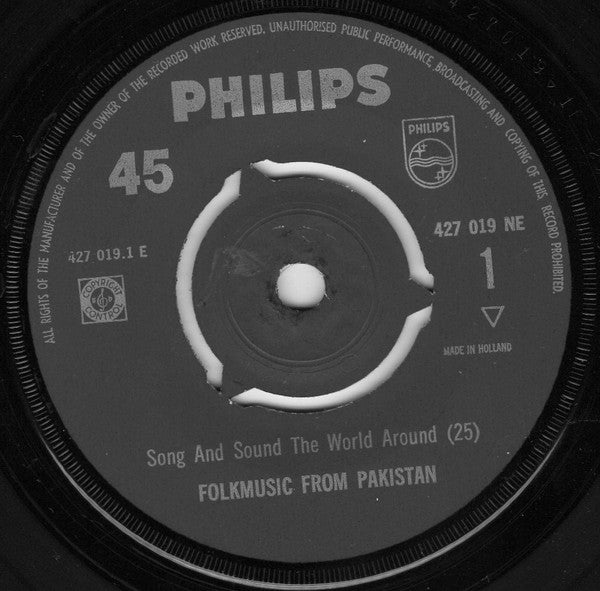 ALL RIGHTS OF THE MANUFACTURER AND OF THE OWNER OF THE RECORDED WORK RESERVED. UNAUTHORISED PUBLIC PERFORMANCE, BROADCASTING AND COPYING OF THIS RECORD PROHIBITED.
PHILIPS
45
PHILIPS
427 019 NE
427 019.1 E
1
COPYRIGHT
CONTROL
MADE IN HOLLAND
Song And Sound The World Around (25)
FOLKMUSIC FROM PAKISTAN